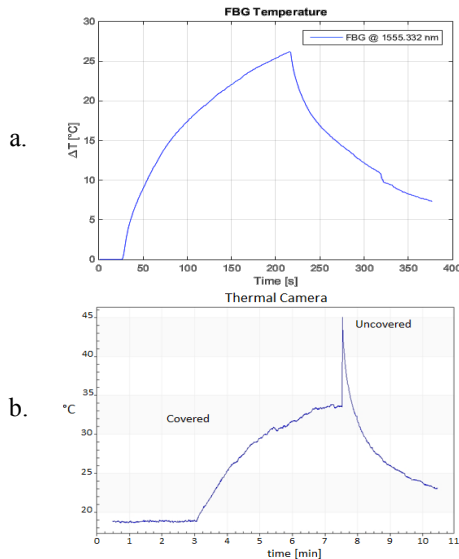 FBG Temperature
FBG @ 1555.332 nm
a.
ΔT [°C]
30
25
20
15
10
5
0
0 50 100 150 200 250 300 350 400
Time [s]
Thermal Camera
b.
°C
45
40
35
30
25
20
Uncovered
Covered
0 1 2 3 4 5 6 7 8 9 10 11
time [min]